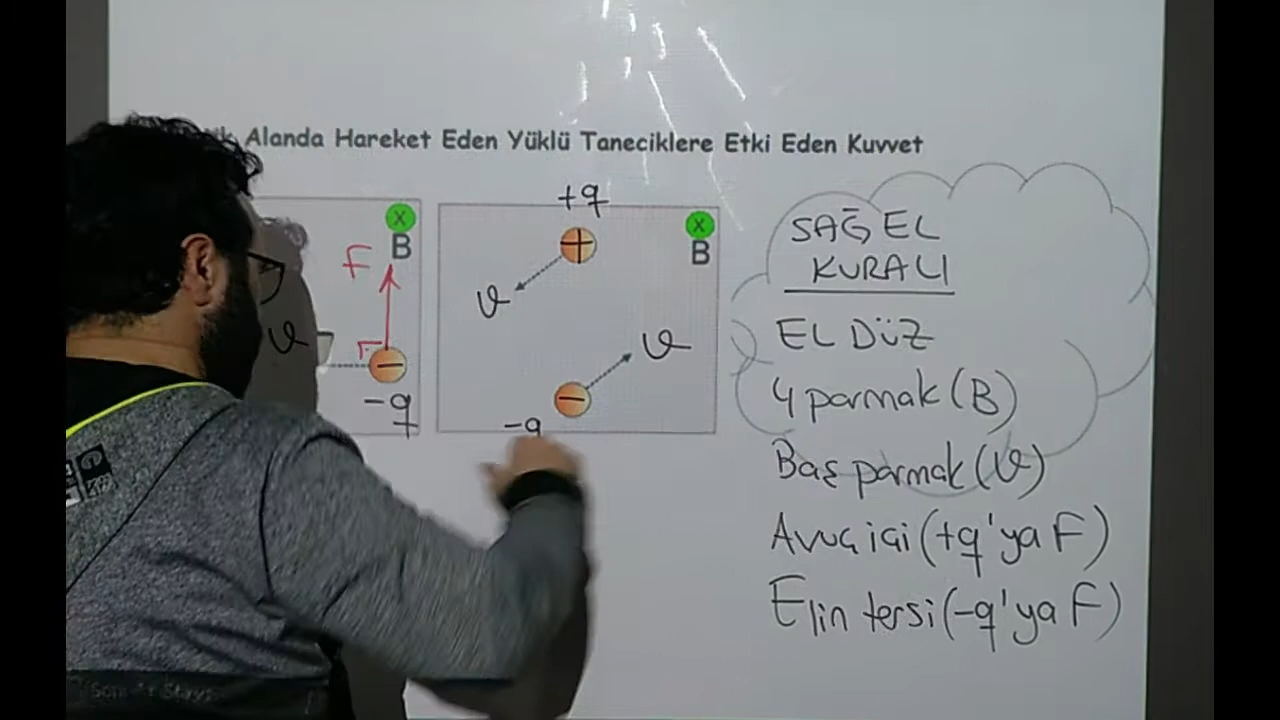 Alanda Hareket Eden Yüklü Taneciklere Etki Eden Kuvvet
x
B
F
υ
−
-q
+q
+
x
B
υ
υ
−
-q
SAĞ EL
KURALI
EL DÜZ
4 parmak (B)
Baş parmak (υ)
Avuç içi (+q'ya F)
Elin tersi (-q'ya F)